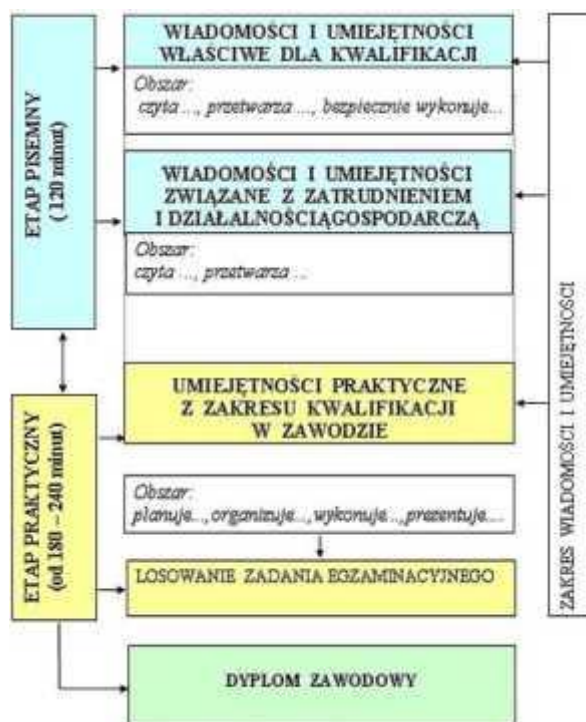 ETAP PISEMNY
( 120 minut)
WIADOMOŚCI I UMIEJĘTNOŚCI
WŁAŚCIWE DLA KWALIFIKACJI
Obszar:
czyta ..., przetwarza ..., bezpiecznie wykonuje...
WIADOMOŚCI I UMIEJĘTNOŚCI
ZWIĄZANE Z ZATRUDNIENIEM
I DZIAŁALNOŚCIĄGOSPODARCZĄ
Obszar:
czyta ..., przetwarza ...
ETAP PRAKTYCZNY
(od 180 – 240 minut)
UMIEJĘTNOŚCI PRAKTYCZNE
Z ZAKRESU KWALIFIKACJI
W ZAWODZIE
Obszar:
planuje...,organizuje...,wykonuje...,prezentuje....
LOSOWANIE ZADANIA EGZAMINACYJNEGO
DYPLOM ZAWODOWY
ZAKRES WIADOMOŚCI I UMIEJĘTNOŚCI